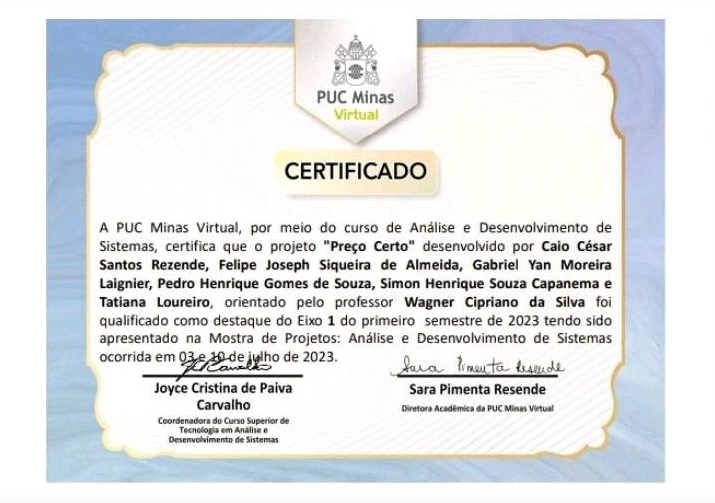 PUC Minas
Virtual
CERTIFICADO
A PUC Minas Virtual, por meio do curso de Análise e Desenvolvimento de
Sistemas, certifica que o projeto "Preço Certo" desenvolvido por Caio César
Santos Rezende, Felipe Joseph Siqueira de Almeida, Gabriel Yan Moreira
Laignier, Pedro Henrique Gomes de Souza, Simon Henrique Souza Capanema e
Tatiana Loureiro, orientado pelo professor Wagner Cipriano da Silva foi
qualificado como destaque do Eixo 1 do primeiro semestre de 2023 tendo sido
apresentado na Mostra de Projetos: Análise e Desenvolvimento de Sistemas
ocorrida em 03 e 10 de julho de 2023.
Sara Pimenta Resende
Joyce Cristina de Paiva
Carvalho
Coordenadora do Curso Superior de
Tecnologia em Análise e
Desenvolvimento de Sistemas
Sara Pimenta Resende
Diretora Acadêmica da PUC Minas Virtual